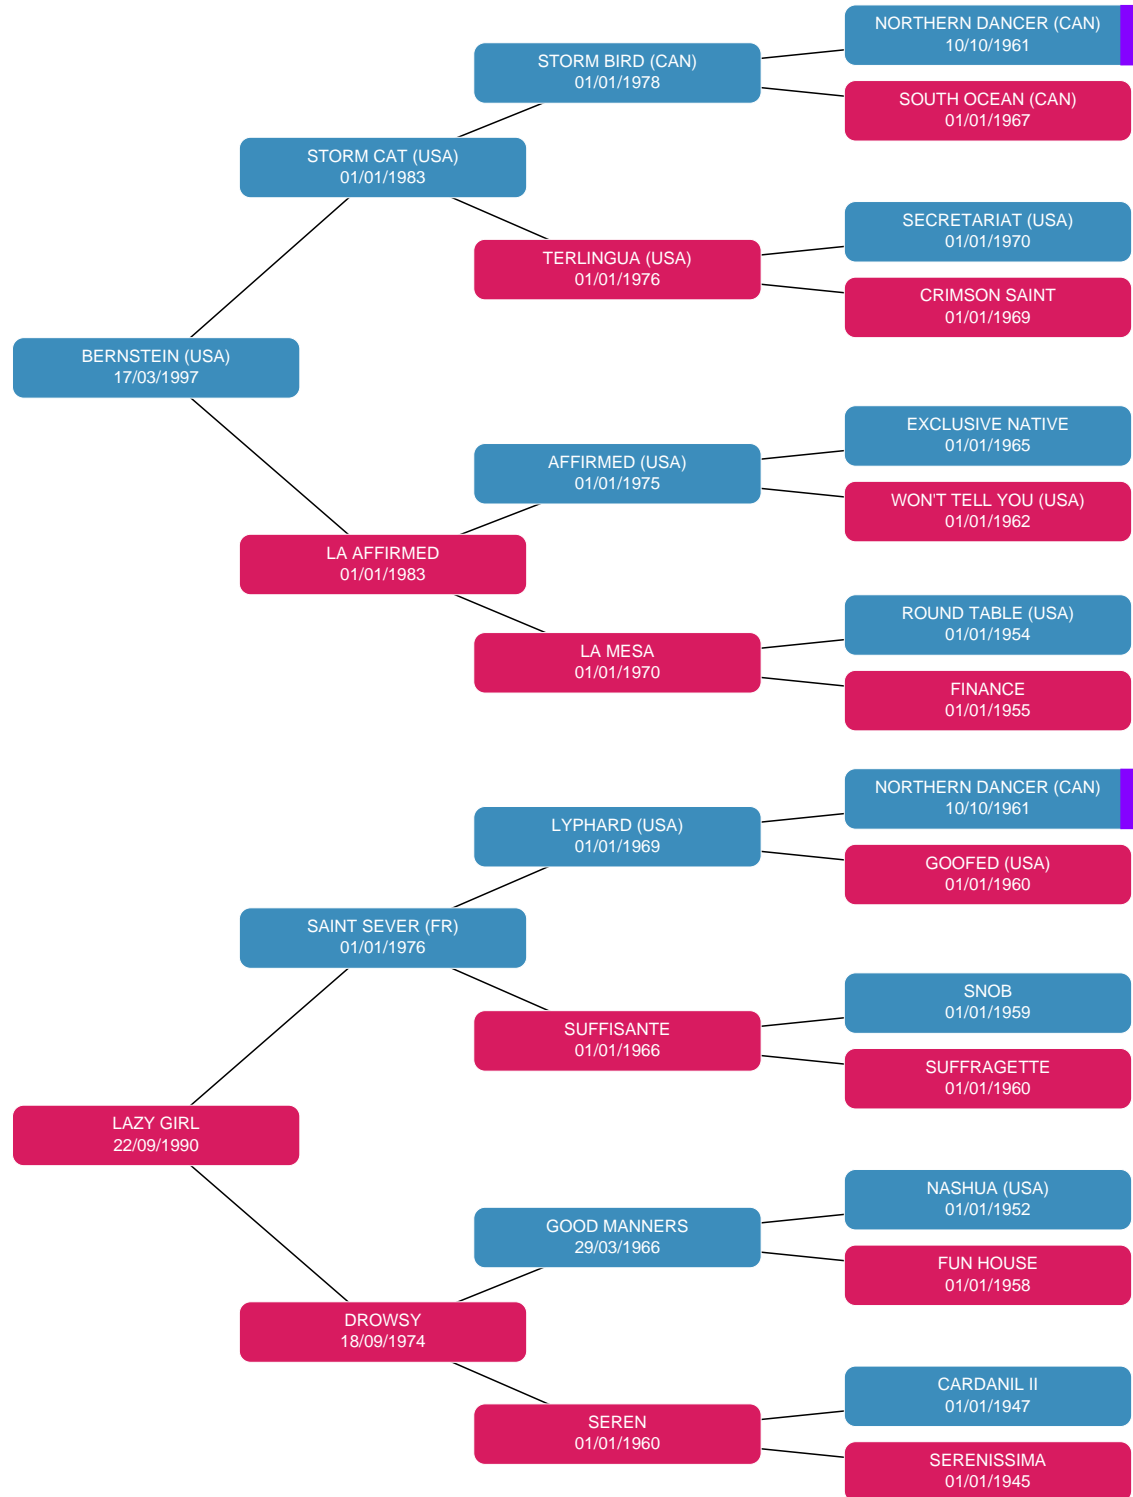 NORTHERN DANCER (CAN)
10/10/1961
STORM BIRD (CAN)
01/01/1978
SOUTH OCEAN (CAN)
01/01/1967
STORM CAT (USA)
01/01/1983
SECRETARIAT (USA)
01/01/1970
TERLINGUA (USA)
01/01/1976
CRIMSON SAINT
01/01/1969
BERNSTEIN (USA)
17/03/1997
EXCLUSIVE NATIVE
01/01/1965
AFFIRMED (USA)
01/01/1975
WON'T TELL YOU (USA)
01/01/1962
LA AFFIRMED
01/01/1983
ROUND TABLE (USA)
01/01/1954
LA MESA
01/01/1970
FINANCE
01/01/1955
NORTHERN DANCER (CAN)
10/10/1961
LYPHARD (USA)
01/01/1969
GOOFED (USA)
01/01/1960
SAINT SEVER (FR)
01/01/1976
SNOB
01/01/1959
SUFFISANTE
01/01/1966
SUFFRAGETTE
01/01/1960
LAZY GIRL
22/09/1990
NASHUA (USA)
01/01/1952
GOOD MANNERS
29/03/1966
FUN HOUSE
01/01/1958
DROWSY
18/09/1974
CARDANIL II
01/01/1947
SEREN
01/01/1960
SERENISSIMA
01/01/1945